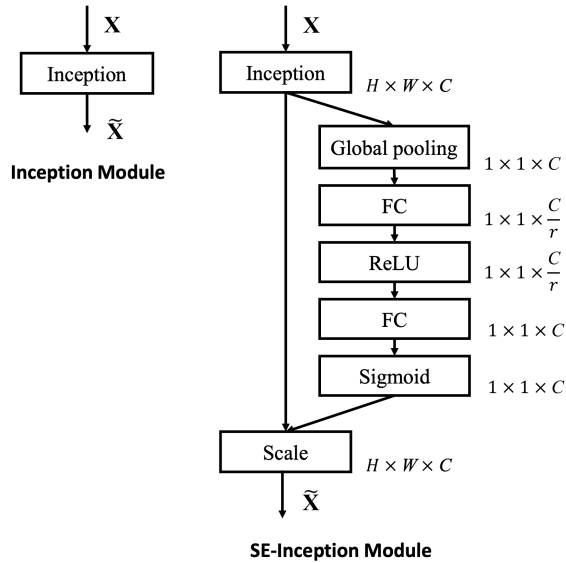 X
Inception
X̃
Inception Module
X
Inception
H × W × C
Global pooling
1 × 1 × C
FC
1 × 1 × C/r
ReLU
1 × 1 × C/r
FC
1 × 1 × C
Sigmoid
1 × 1 × C
Scale
H × W × C
X̃
SE-Inception Module